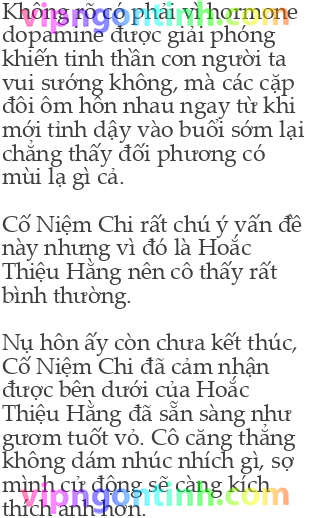 Không rõ có phải vì hormone
vipngontinh.com
dopamine được giải phóng
khiến tinh thần con người ta
vui sướng không, mà các cặp
đôi ôm hôn nhau ngay từ khi
mới tỉnh dậy vào buổi sớm lại
chẳng thấy đối phương có
mùi lạ gì cả.
Cố Niệm Chi rất chú ý vấn đề
này nhưng vì đó là Hoắc
Thiệu Hằng nên cô thấy rất
bình thường.
Nụ hôn ấy còn chưa kết thúc,
Cố Niệm Chi đã cảm nhận
được bên dưới của Hoắc
Thiệu Hằng đã sẵn sàng như
gươm tuốt vỏ. Cô căng thẳng
không dám nhúc nhích gì, sợ
mình cử động sẽ càng kích
vipngontinh.com
thích anh hơn.